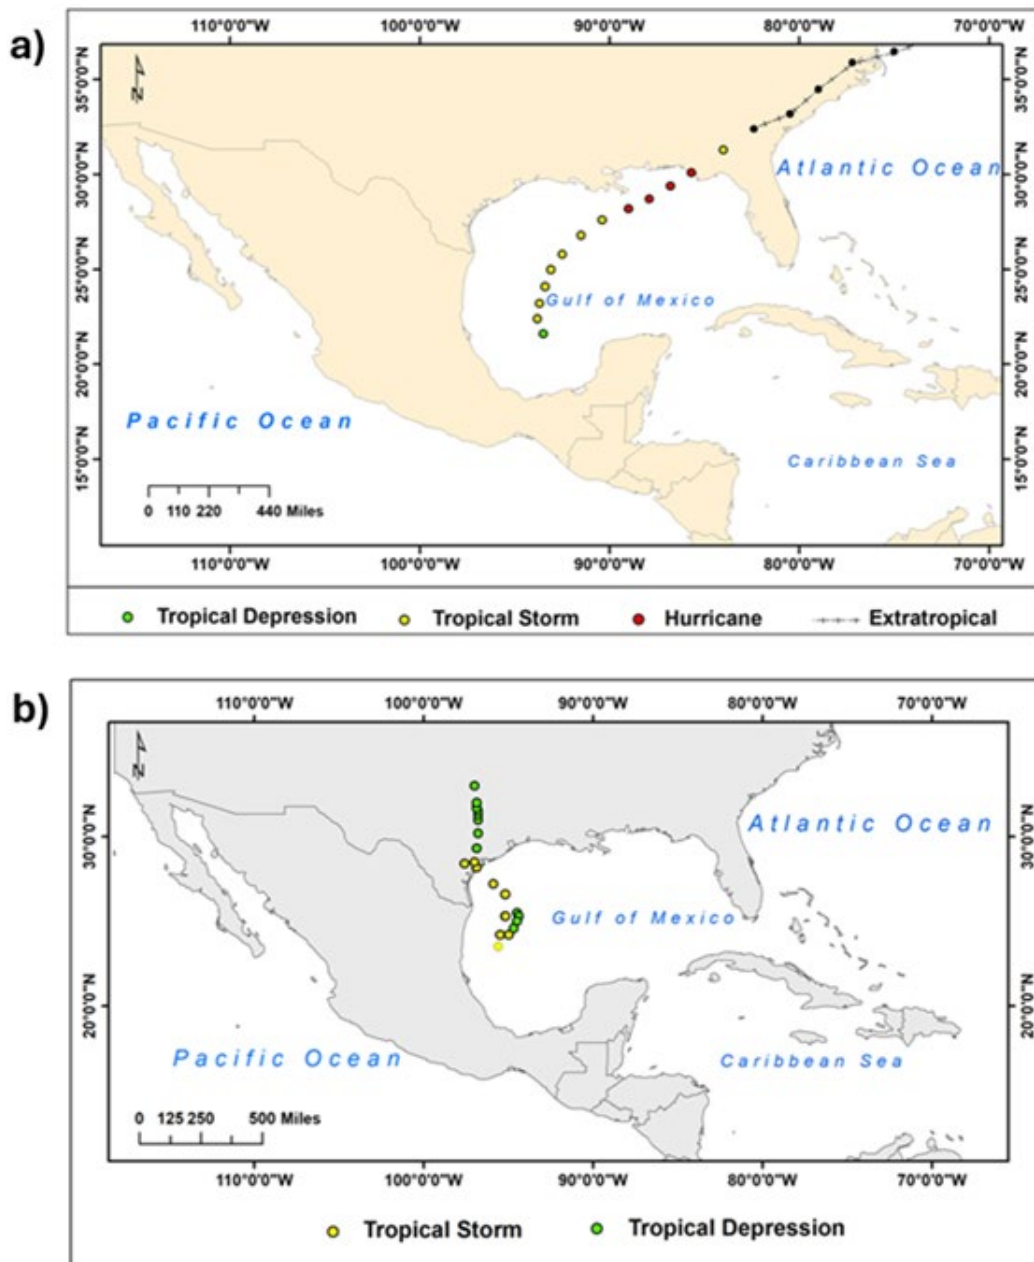 a)
110°0'0"W 100°0'0"W 90°0'0"W 80°0'0"W 70°0'0"W
35°0'0"N
30°0'0"N
25°0'0"N
20°0'0"N
15°0'0"N
N
Atlantic Ocean
Gulf of Mexico
Pacific Ocean
Caribbean Sea
0 110 220 440 Miles
35°0'0"N
30°0'0"N
25°0'0"N
20°0'0"N
15°0'0"N
110°0'0"W 100°0'0"W 90°0'0"W 80°0'0"W 70°0'0"W
Tropical Depression Tropical Storm Hurricane Extratropical
b)
110°0'0"W 100°0'0"W 90°0'0"W 80°0'0"W 70°0'0"W
30°0'0"N
20°0'0"N
N
Atlantic Ocean
Gulf of Mexico
Pacific Ocean
Caribbean Sea
0 125 250 500 Miles
30°0'0"N
20°0'0"N
110°0'0"W 100°0'0"W 90°0'0"W 80°0'0"W 70°0'0"W
Tropical Storm Tropical Depression